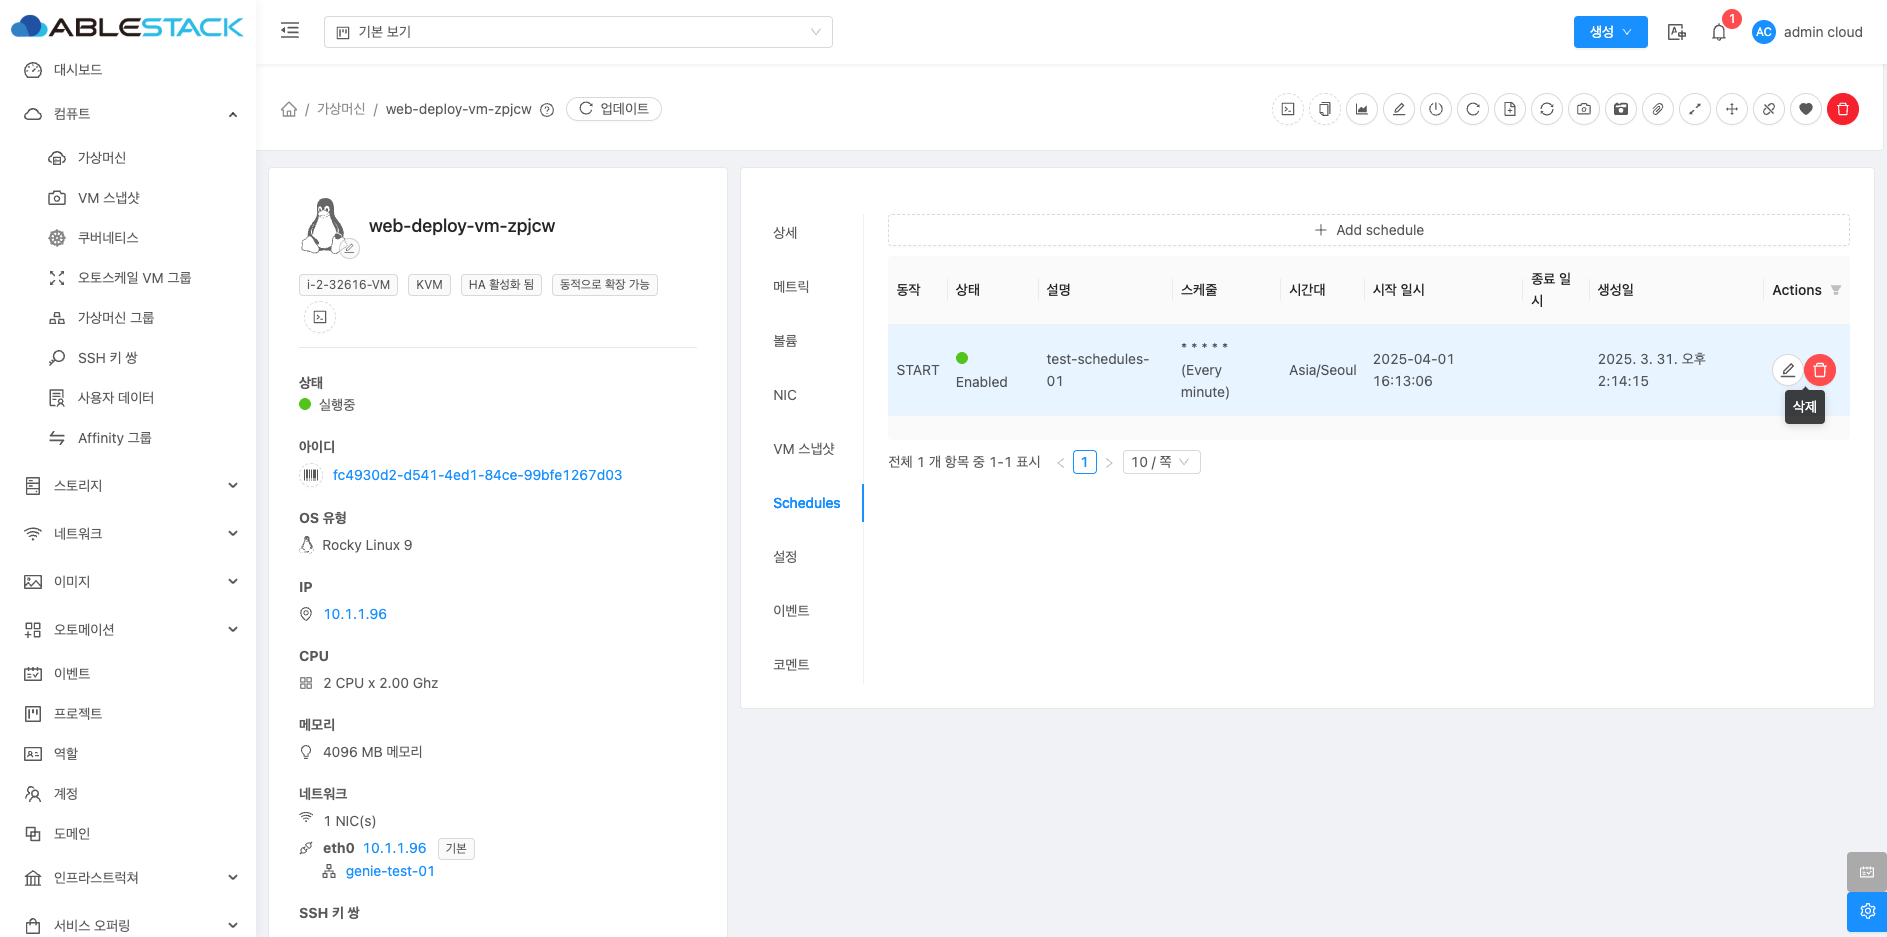 ABLESTACK
기본 보기
생성
1
AC
admin cloud
대시보드
컴퓨트
가상머신
VM 스냅샷
쿠버네티스
오토스케일 VM 그룹
가상머신 그룹
SSH 키 쌍
사용자 데이터
Affinity 그룹
스토리지
네트워크
이미지
오토메이션
이벤트
프로젝트
역할
계정
도메인
인프라스트럭쳐
서비스 오퍼링
/ 가상머신 / web-deploy-vm-zpjcw
업데이트
web-deploy-vm-zpjcw
i-2-32616-VM
KVM
HA 활성화 됨
동적으로 확장 가능
상태
실행중
아이디
fc4930d2-d541-4ed1-84ce-99bfe1267d03
OS 유형
Rocky Linux 9
IP
10.1.1.96
CPU
2 CPU x 2.00 Ghz
메모리
4096 MB 메모리
네트워크
1 NIC(s)
eth0 10.1.1.96 기본
genie-test-01
SSH 키 쌍
상세
메트릭
볼륨
NIC
VM 스냅샷
Schedules
설정
이벤트
코멘트
Add schedule
동작
상태
설명
스케줄
시간대
시작 일시
종료 일
시
생성일
Actions
START
Enabled
test-schedules-
01
* * * * *
(Every
minute)
Asia/Seoul
2025-04-01
16:13:06
2025. 3. 31. 오후
2:14:15
삭제
전체 1 개 항목 중 1-1 표시
1
10 / 쪽